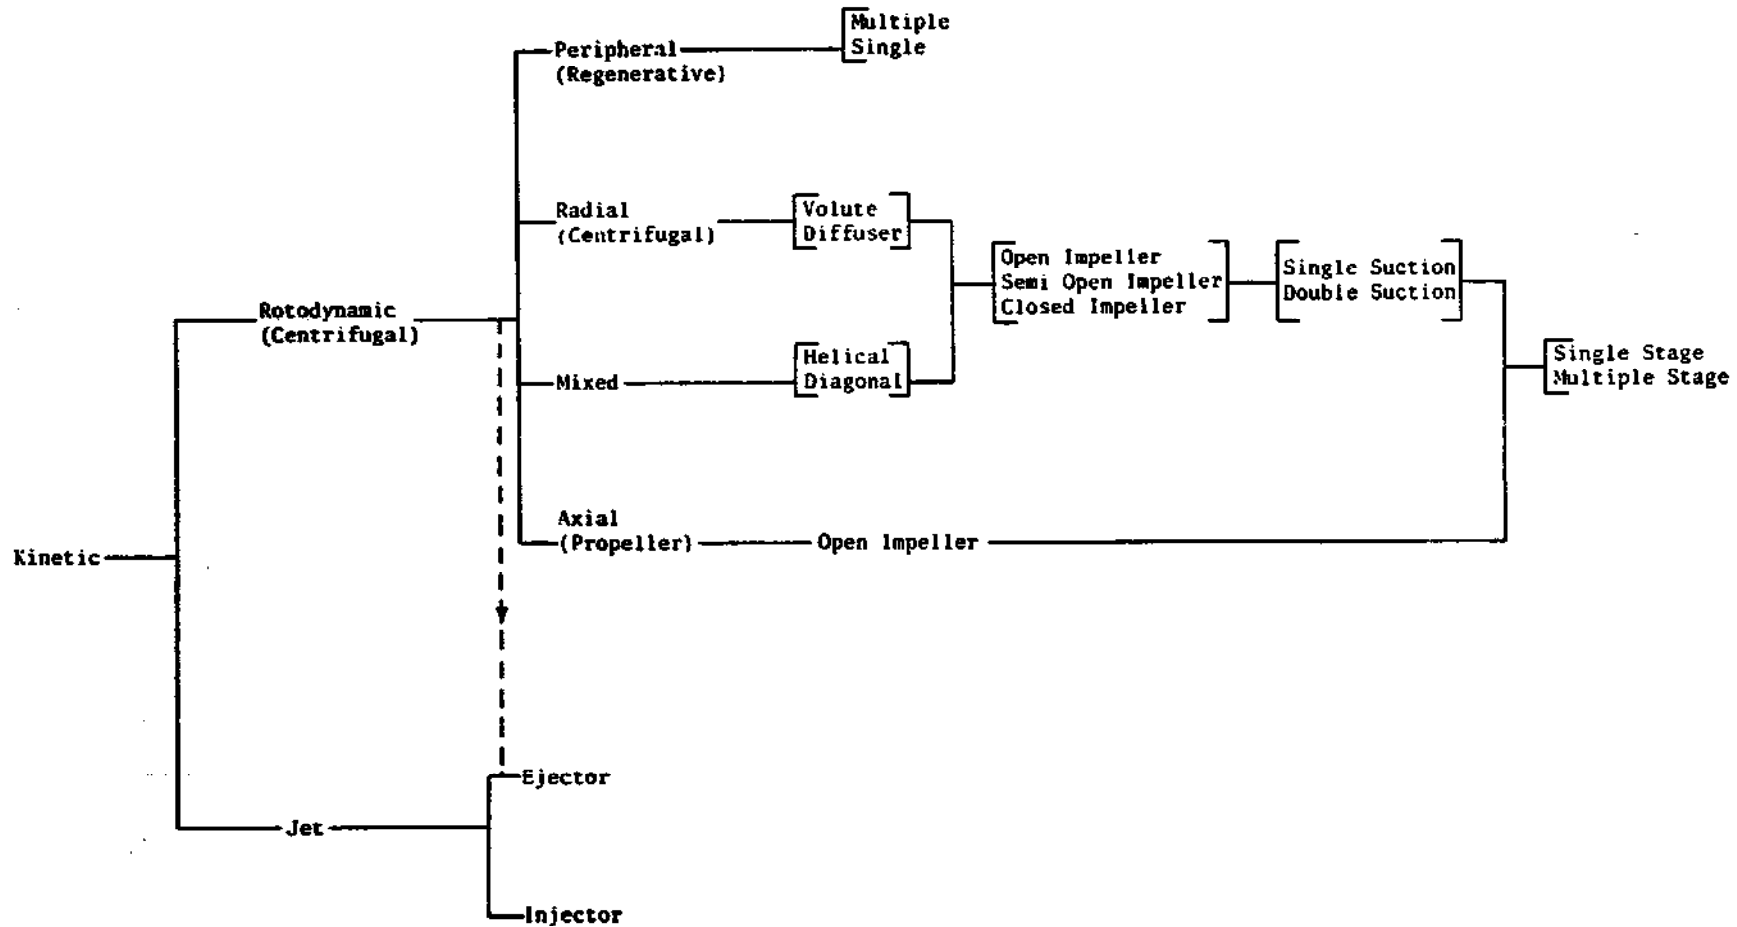 Multiple
Single
Peripheral
(Regenerative)
Radial
(Centrifugal)
Volute
Diffuser
Open Impeller
Semi Open Impeller
Closed Impeller
Single Suction
Double Suction
Rotodynamic
(Centrifugal)
Mixed
Helical
Diagonal
Single Stage
Multiple Stage
Axial
(Propeller)
Open Impeller
Kinetic
Ejector
Jet
Injector